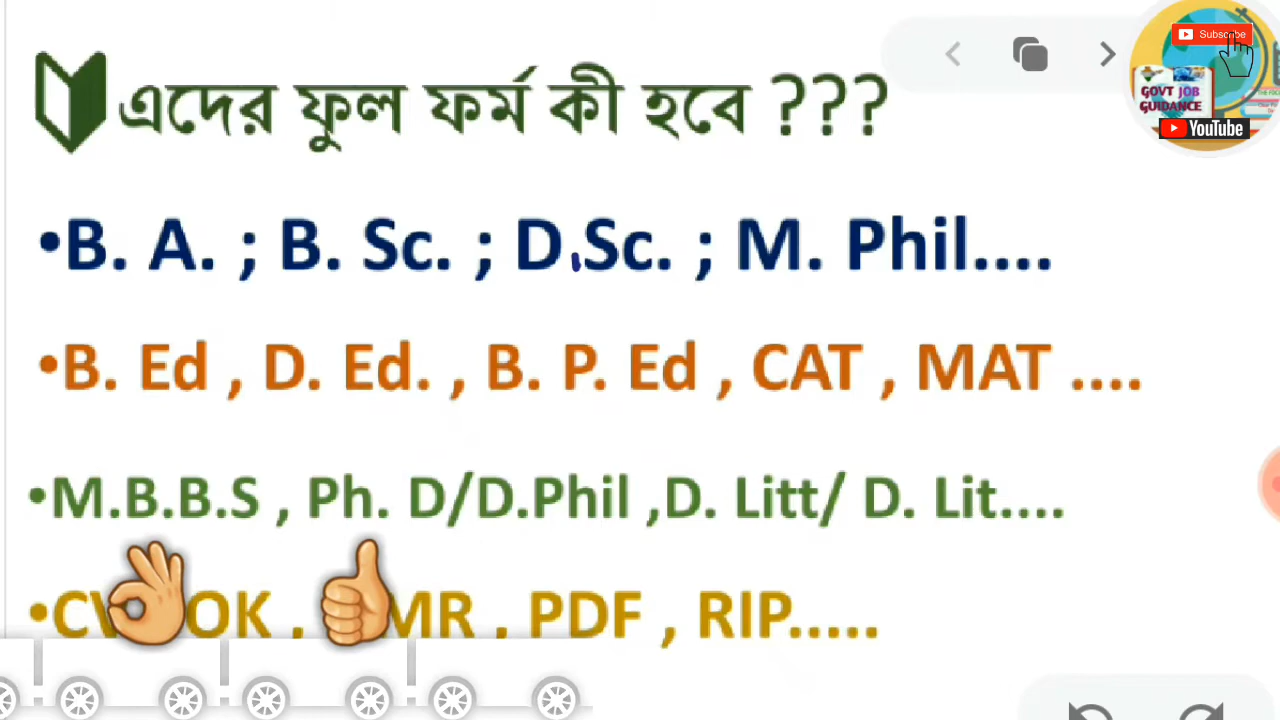 Subscribe
GOVT JOB
GUIDANCE
YouTube
এদের ফুল ফর্ম কী হবে ???
•B. A. ; B. Sc. ; D.Sc. ; M. Phil....
•B. Ed , D. Ed. , B. P. Ed , CAT , MAT ....
•M.B.B.S , Ph. D/D.Phil ,D. Litt/ D. Lit....
•OK , PDF , RIP.....